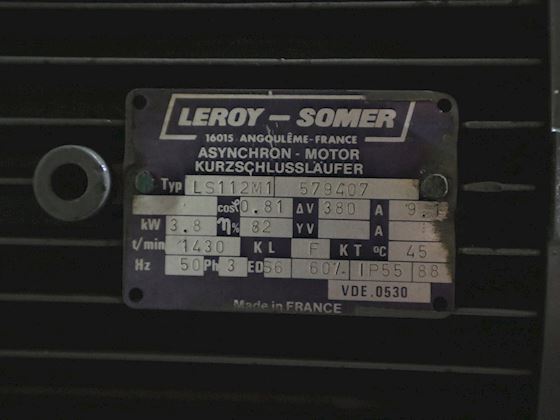 LEROY-SOMER
16015 ANGOULÊME-FRANCE
ASYNCHRON-MOTOR
KURZSCHLUSSLÄUFER
Typ LS112M1 579407
cosφ 0.81 ΔV 380 A
kW 3.8 η% 82 YV A
t/min 1430 KL F KT °C 45
Hz 50 Ph 3 ED S6 60% IP55 88
VDE.0530
Made in FRANCE